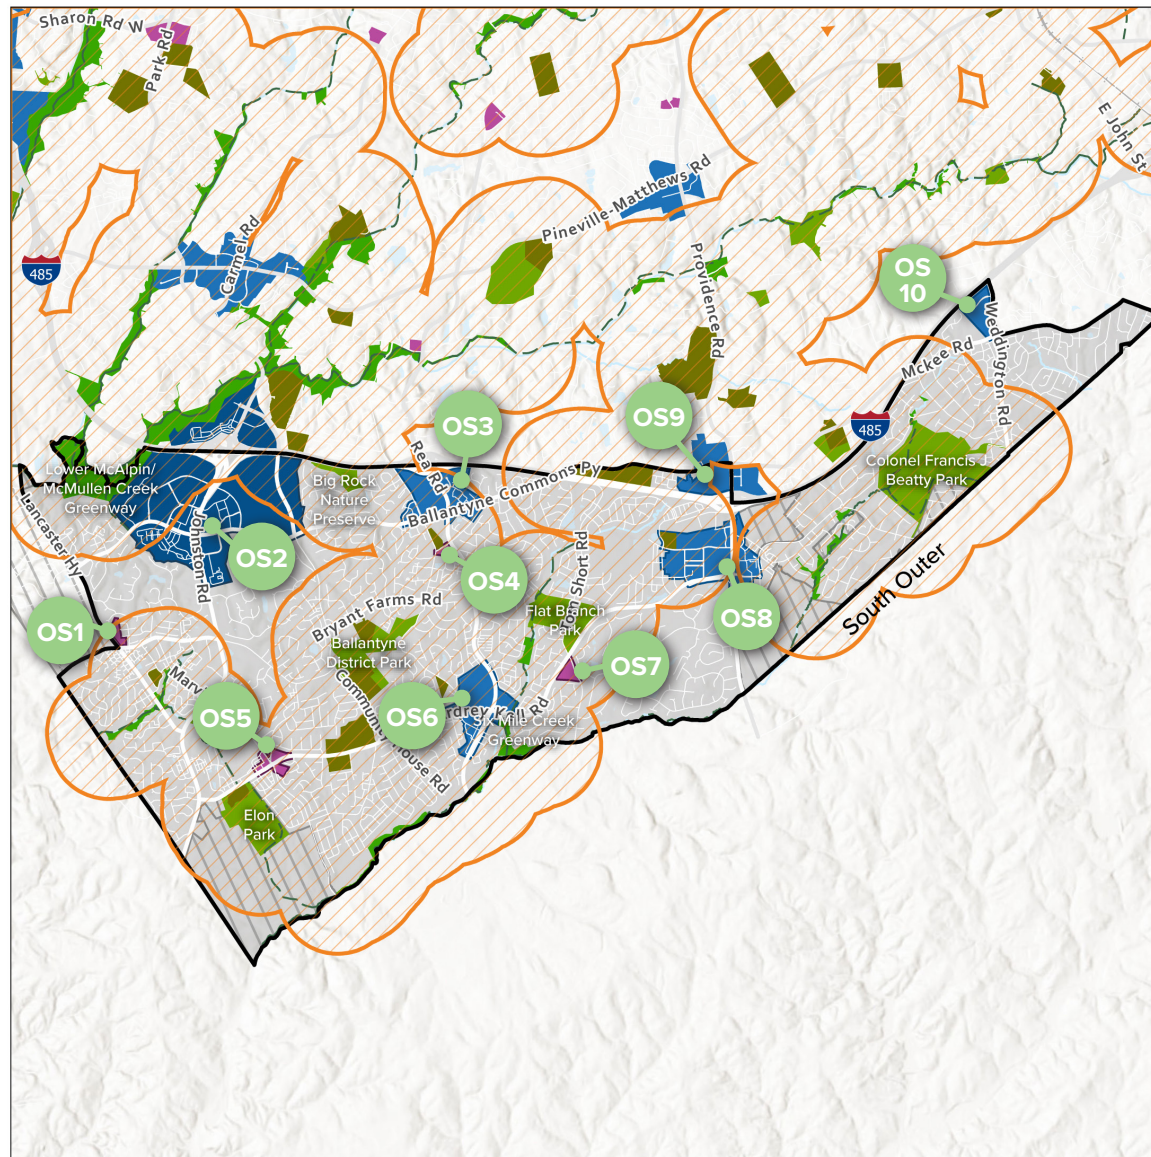 Sharon Rd W
Park Rd
E John St
Pineville-Matthews Rd
Carmel Rd
485
Providence Rd
OS
10
Weddington Rd
Mckee Rd
OS3
OS9
485
Rea Rd
Lower McAlpin/
McMullen Creek
Greenway
Big Rock
Nature
Preserve
Ballantyne Commons Py
Colonel Francis J
Beatty Park
Lancaster Hy
Johnston Rd
OS2
OS4
Tom Short Rd
South Outer
Bryant Farms Rd
Flat Branch
Park
OS8
OS1
Ballantyne
District Park
OS7
Community House Rd
OS5
OS6
Six Mile Creek
Greenway
Elon
Park